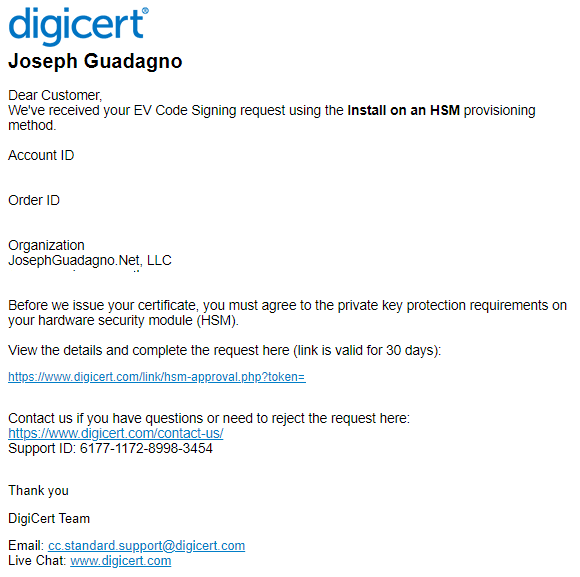 digicert®
Joseph Guadagno
Dear Customer,
We've received your EV Code Signing request using the Install on an HSM provisioning
method.
Account ID
Order ID
Organization
JosephGuadagno.Net, LLC
Before we issue your certificate, you must agree to the private key protection requirements on
your hardware security module (HSM).
View the details and complete the request here (link is valid for 30 days):
https://www.digicert.com/link/hsm-approval.php?token=
Contact us if you have questions or need to reject the request here:
https://www.digicert.com/contact-us/
Support ID: 6177-1172-8998-3454
Thank you
DigiCert Team
Email: cc.standard.support@digicert.com
Live Chat: www.digicert.com